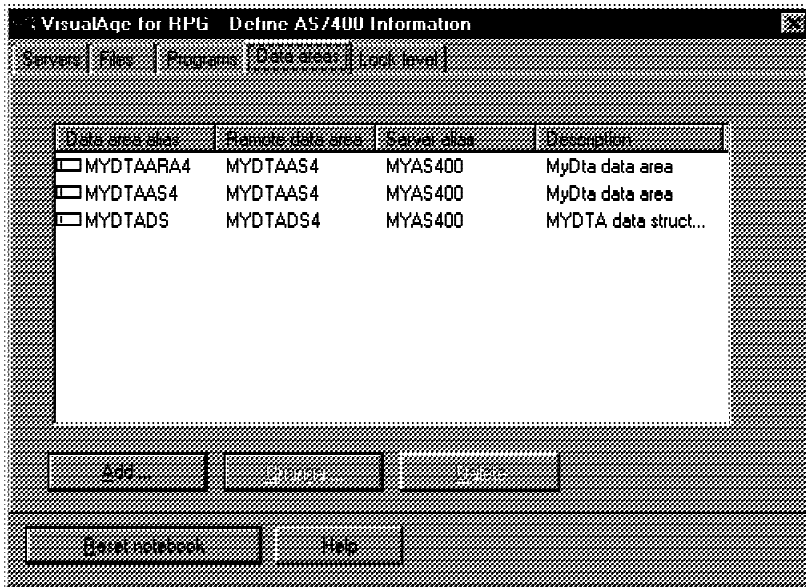 VisualAge for RPG - Define AS/400 Information
Servers Files Programs Data areas Lock level
Data area alias Remote data area Server alias Description
MYDTAARA4 MYDTAAS4 MYAS400 MyDta data area
MYDTAAS4 MYDTAAS4 MYAS400 MyDta data area
MYDTADS MYDTADS4 MYAS400 MYDTA data struct...
Add... Change... Delete
Reset notebook Help